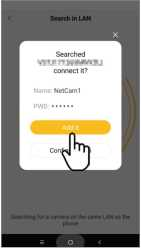 Search in LAN
Searched
connect it?
Name: NetCam1
PWD: ******
Searching for a camera on the same LAN as the
phone